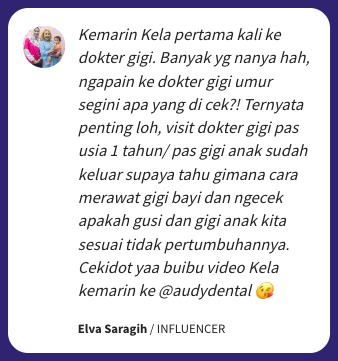 Kemarin Kela pertama kali ke
dokter gigi. Banyak yg nanya hah,
ngapain ke dokter gigi umur
segini apa yang di cek?! Ternyata
penting loh, visit dokter gigi pas
usia 1 tahun/ pas gigi anak sudah
keluar supaya tahu gimana cara
merawat gigi bayi dan ngecek
apakah gusi dan gigi anak kita
sesuai tidak pertumbuhannya.
Cekidot yaa buibu video Kela
kemarin ke @audydental 😘
Elva Saragih / INFLUENCER